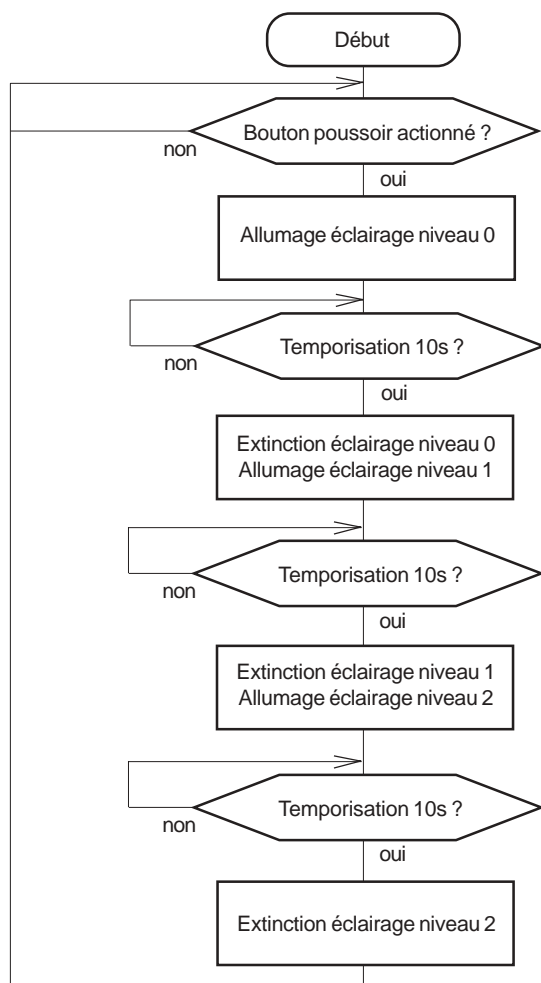 Début
Bouton poussoir actionné ?
non
oui
Allumage éclairage niveau 0
Temporisation 10s ?
non
oui
Extinction éclairage niveau 0
Allumage éclairage niveau 1
Temporisation 10s ?
non
oui
Extinction éclairage niveau 1
Allumage éclairage niveau 2
Temporisation 10s ?
non
oui
Extinction éclairage niveau 2